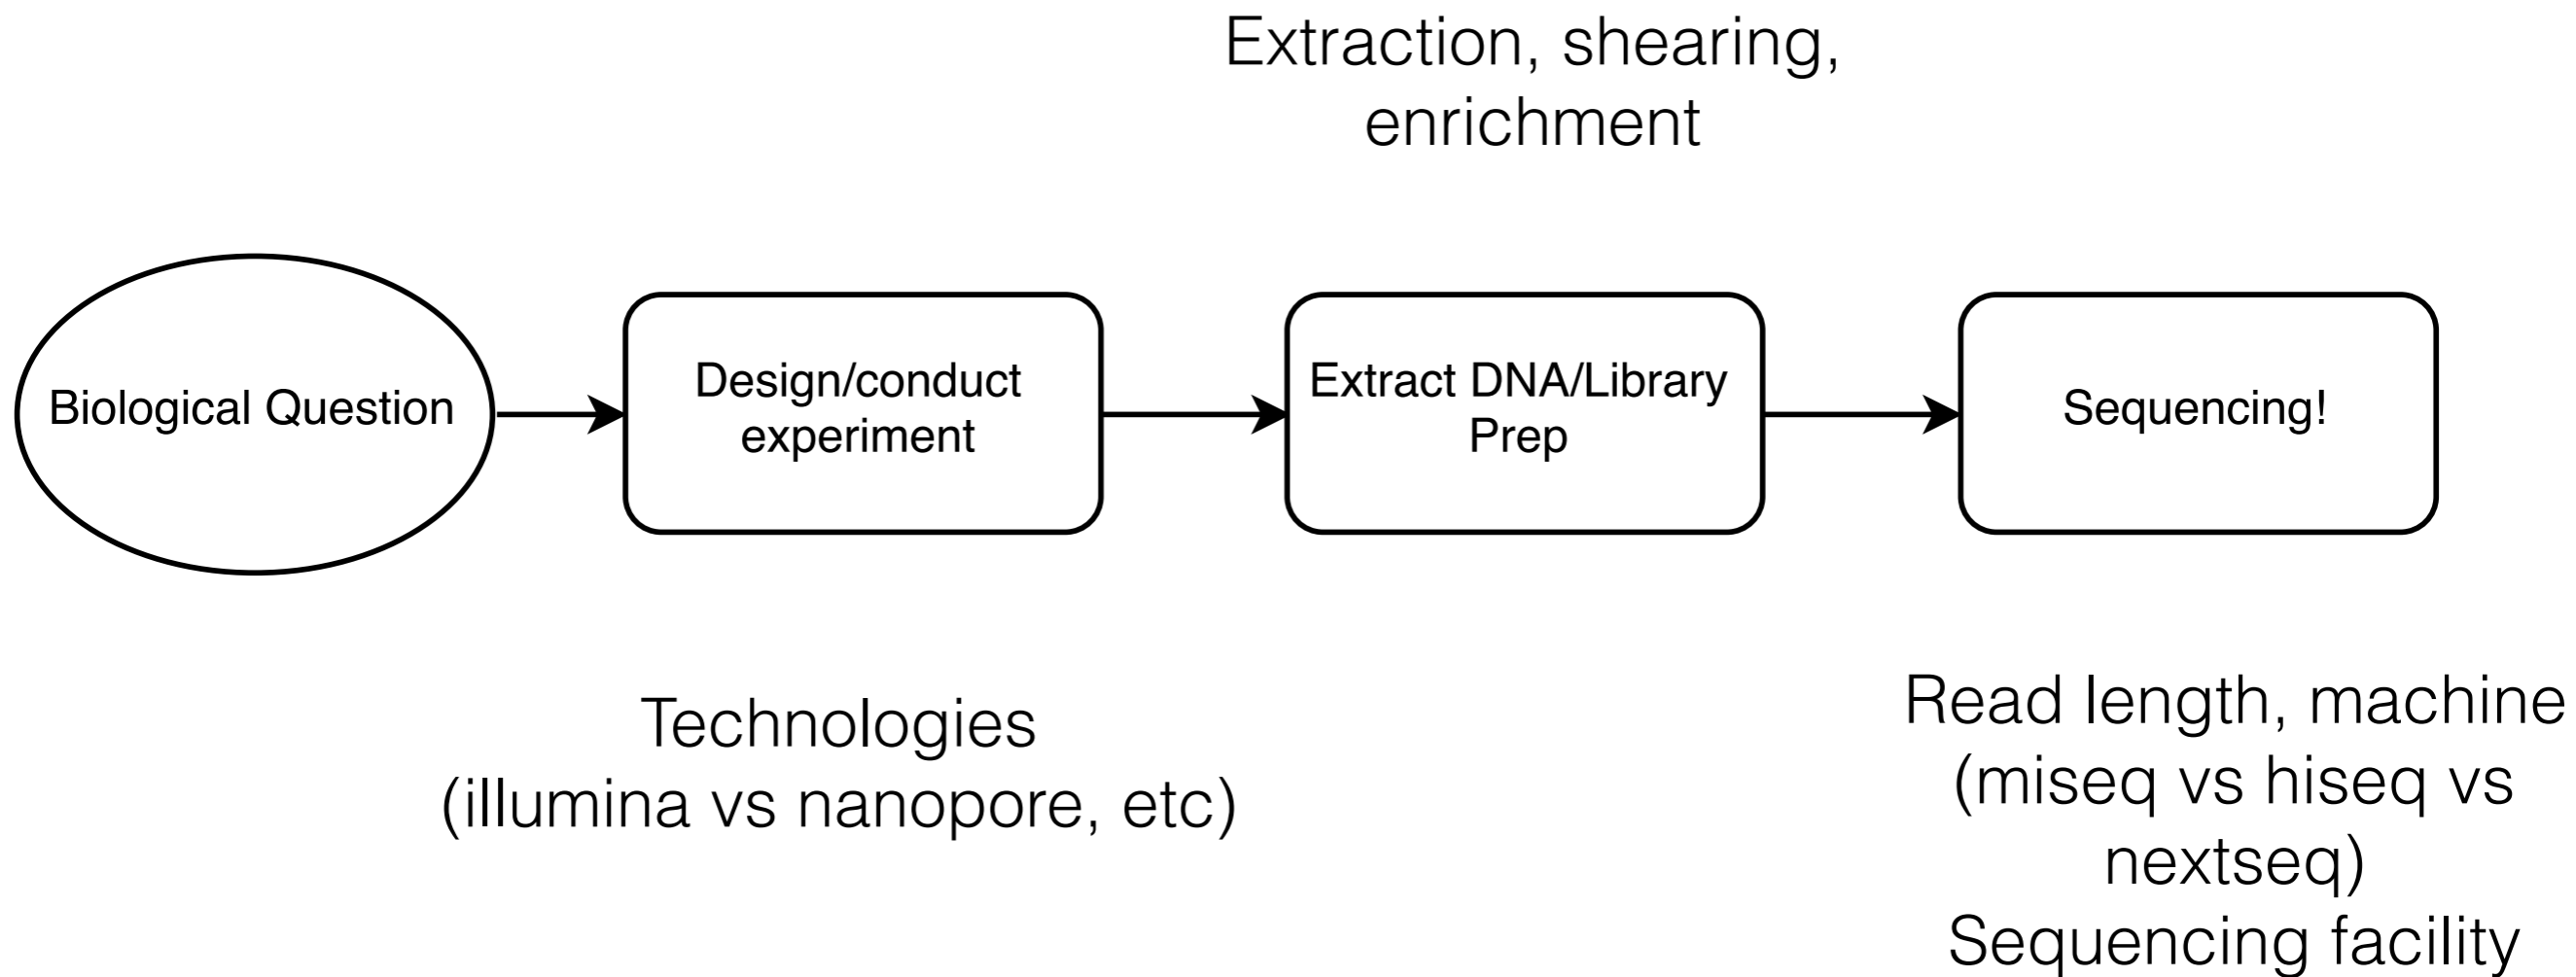 Extraction, shearing,
enrichment
Biological Question
Design/conduct
experiment
Extract DNA/Library
Prep
Sequencing!
Technologies
(illumina vs nanopore, etc)
Read length, machine
(miseq vs hiseq vs
nextseq)
Sequencing facility